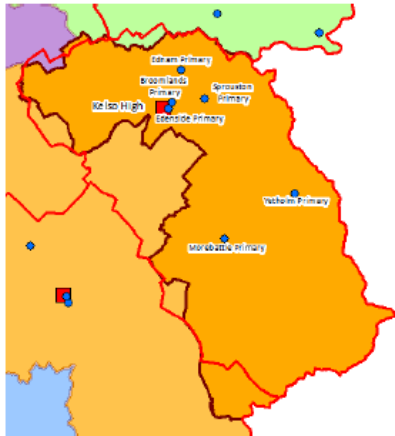 Ednam Primary
Broomlands
Primary
Sprouston
Primary
Kelso High
Edenside Primary
Yetholm Primary
Morebattle Primary